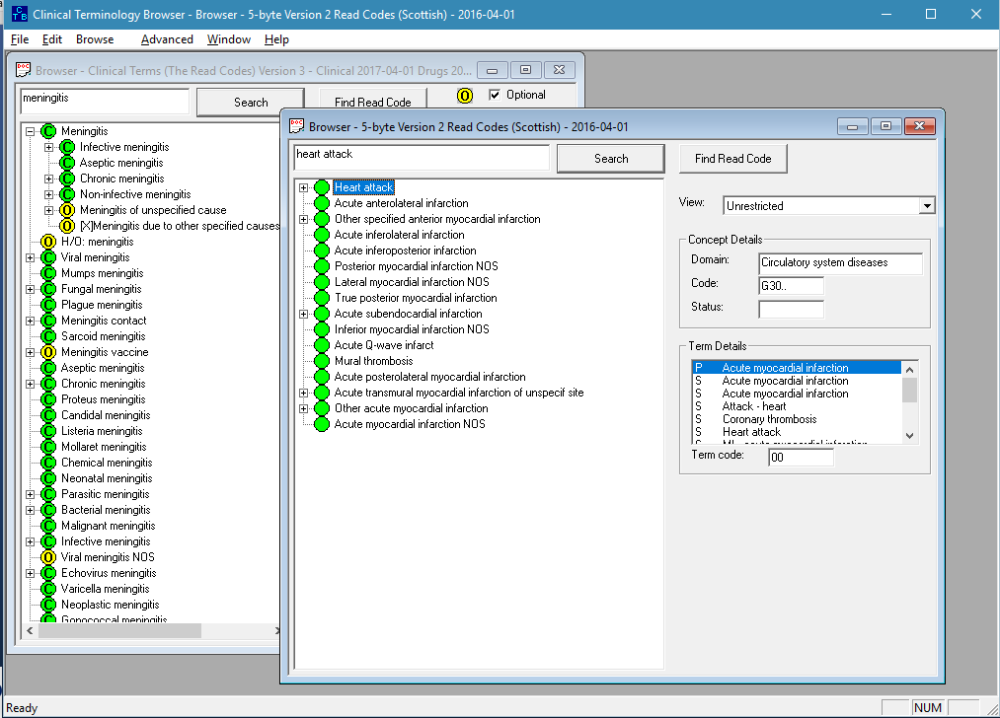 Clinical Terminology Browser - Browser - 5-byte Version 2 Read Codes (Scottish) - 2016-04-01
File Edit Browse Advanced Window Help
Browser - Clinical Terms (The Read Codes) Version 3 - Clinical 2017-04-01 Drugs 20...
meningitis
Search
Find Read Code
O
Optional
C Meningitis
C Infective meningitis
C Aseptic meningitis
C Chronic meningitis
C Non-infective meningitis
O Meningitis of unspecified cause
O [X]Meningitis due to other specified causes
O H/O: meningitis
C Viral meningitis
C Mumps meningitis
C Fungal meningitis
C Plague meningitis
C Meningitis contact
C Sarcoid meningitis
O Meningitis vaccine
C Aseptic meningitis
C Chronic meningitis
C Proteus meningitis
C Candidal meningitis
C Listeria meningitis
C Mollaret meningitis
C Chemical meningitis
C Neonatal meningitis
C Parasitic meningitis
C Bacterial meningitis
C Malignant meningitis
C Infective meningitis
O Viral meningitis NOS
C Echovirus meningitis
C Varicella meningitis
C Neoplastic meningitis
C Gonococcal meningitis
Browser - 5-byte Version 2 Read Codes (Scottish) - 2016-04-01
heart attack
Search
Find Read Code
Heart attack
Acute anterolateral infarction
Other specified anterior myocardial infarction
Acute inferolateral infarction
Acute inferoposterior infarction
Posterior myocardial infarction NOS
Lateral myocardial infarction NOS
True posterior myocardial infarction
Acute subendocardial infarction
Inferior myocardial infarction NOS
Acute Q-wave infarct
Mural thrombosis
Acute posterolateral myocardial infarction
Acute transmural myocardial infarction of unspecif site
Other acute myocardial infarction
Acute myocardial infarction NOS
View: Unrestricted
Concept Details
Domain: Circulatory system diseases
Code: G30..
Status:
Term Details
P Acute myocardial infarction
S Acute myocardial infarction
S Acute myocardial infarction
S Attack - heart
S Coronary thrombosis
S Heart attack
S MI - acute myocardial infarction
Term code: 00
Ready
NUM